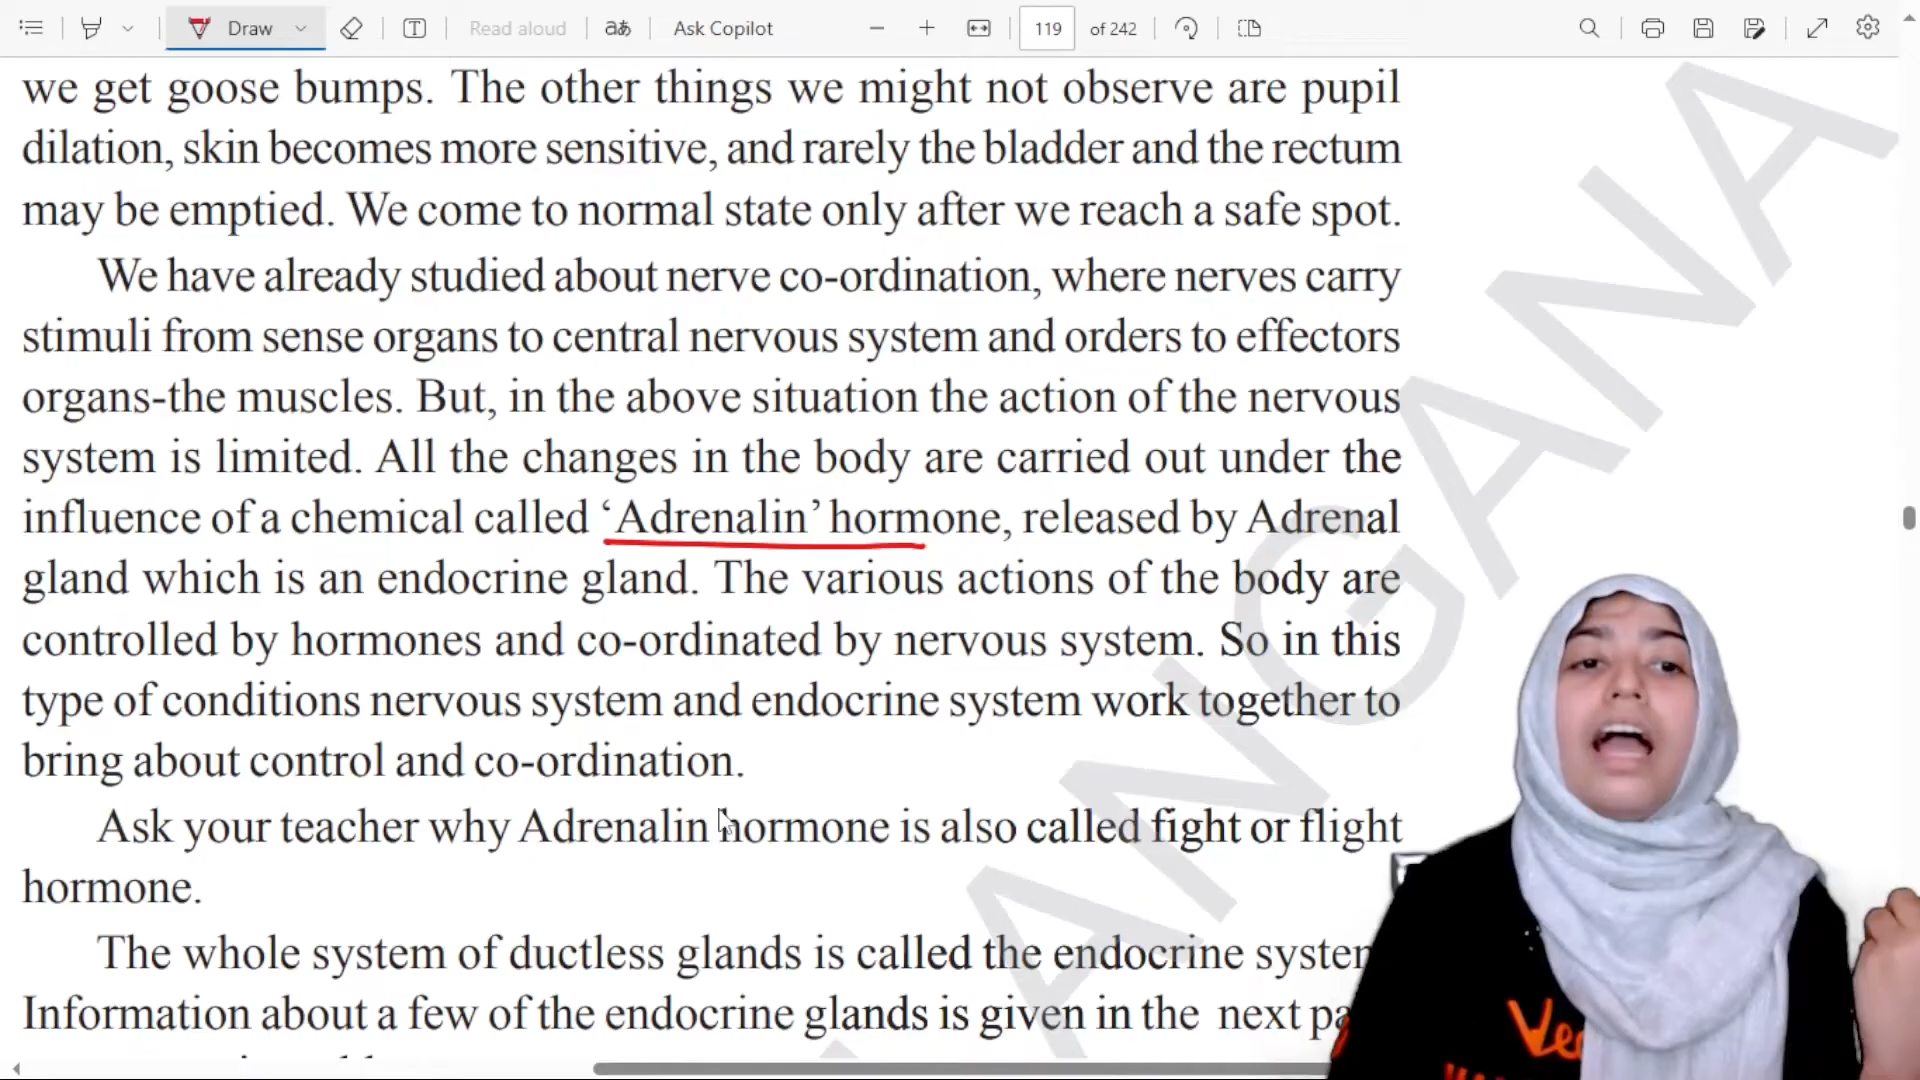 Draw
Read aloud
Ask Copilot
119
of 242
we get goose bumps. The other things we might not observe are pupil
dilation, skin becomes more sensitive, and rarely the bladder and the rectum
may be emptied. We come to normal state only after we reach a safe spot.
We have already studied about nerve co-ordination, where nerves carry
stimuli from sense organs to central nervous system and orders to effectors
organs-the muscles. But, in the above situation the action of the nervous
system is limited. All the changes in the body are carried out under the
influence of a chemical called ‘Adrenalin’ hormone, released by Adrenal
gland which is an endocrine gland. The various actions of the body are
controlled by hormones and co-ordinated by nervous system. So in this
type of conditions nervous system and endocrine system work together to
bring about control and co-ordination.
Ask your teacher why Adrenalin hormone is also called fight or flight
hormone.
The whole system of ductless glands is called the endocrine system
Information about a few of the endocrine glands is given in the next
ANGANA